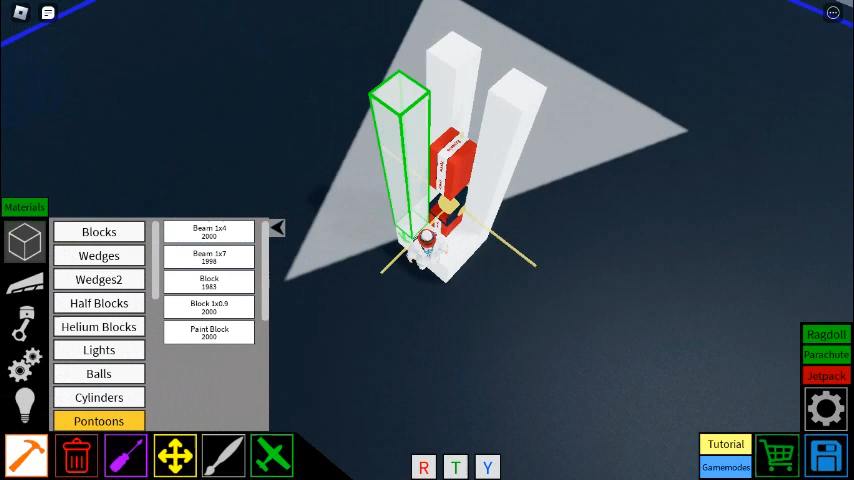 Materials
Blocks
Wedges
Wedges2
Half Blocks
Helium Blocks
Lights
Balls
Cylinders
Pontoons
Beam 1x4
2000
Beam 1x7
1998
Block
1983
Block 1x0.9
2000
Paint Block
2000
R T Y
Ragdoll
Parachute
Jetpack
Tutorial
Gamemodes